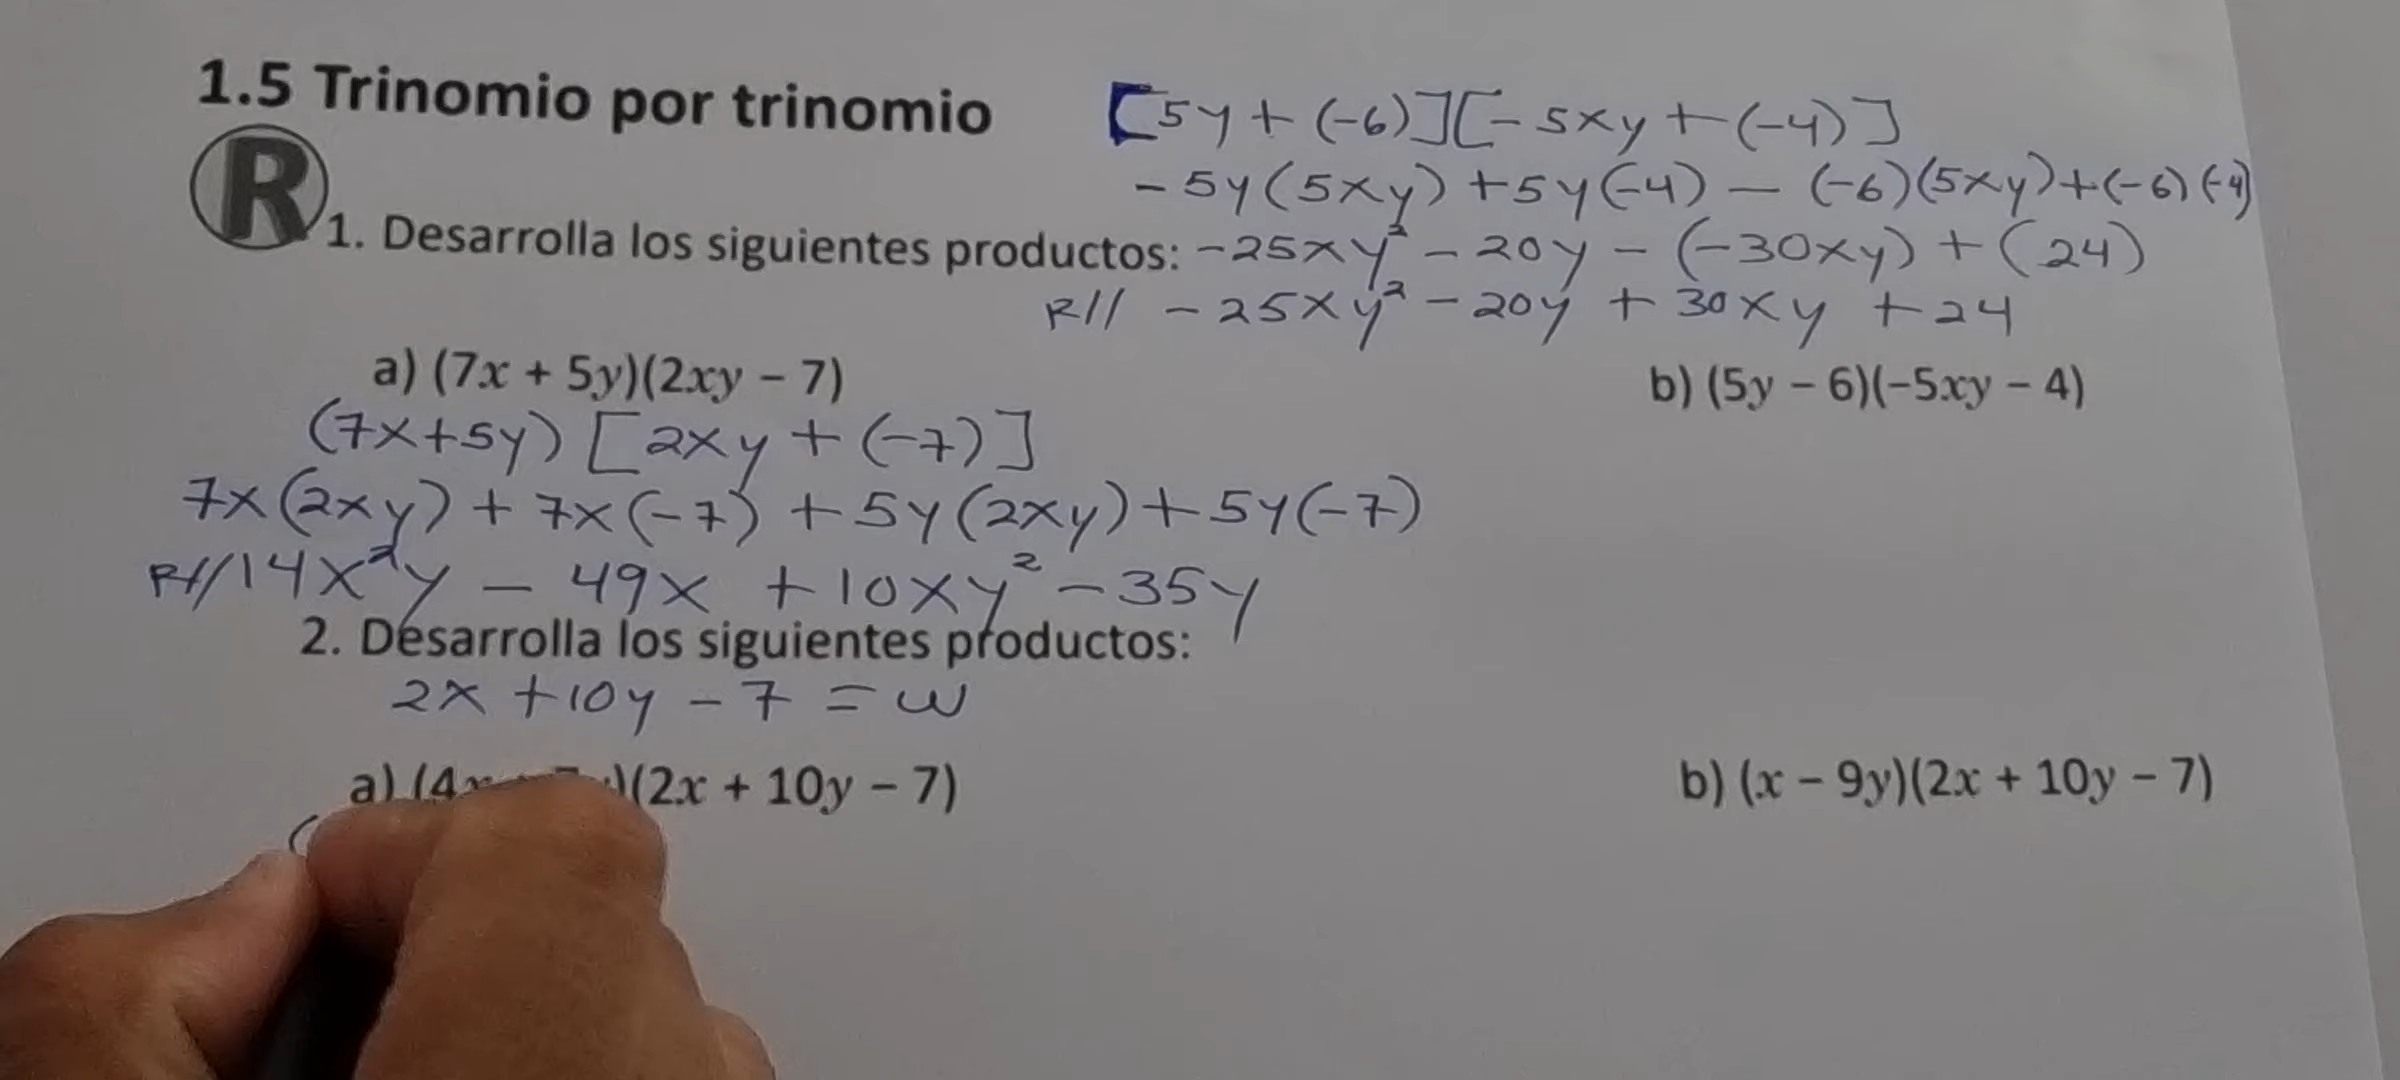 1.5 Trinomio por trinomio
[5y + (-6)][-5xy + (-4)]
-5y(5xy) + 5y(-4) - (-6)(5xy) + (-6)(-4)
R
1. Desarrolla los siguientes productos:
-25xy² - 20y - (-30xy) + (24)
R// -25xy² - 20y + 30xy + 24
a) (7x + 5y)(2xy – 7)
b) (5y – 6)(–5xy – 4)
(7x+5y) [2xy + (-7)]
7x(2xy) + 7x(-7) + 5y(2xy) + 5y(-7)
R//14x²y - 49x + 10xy² - 35y
2. Desarrolla los siguientes productos:
2x + 10y - 7 = w
a) (4x )(2x + 10y – 7)
b) (x – 9y)(2x + 10y – 7)
(